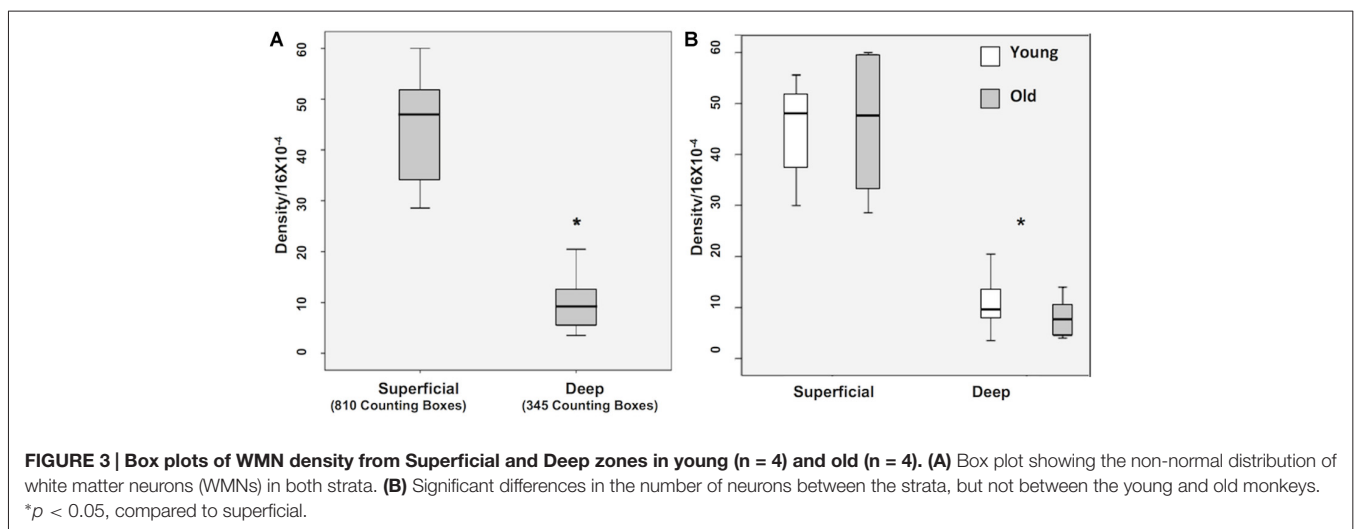 A
60
50
40
30
20
10
0
Density/16X10⁻⁴
*
Superficial
(810 Counting Boxes)
Deep
(345 Counting Boxes)
B
60
50
40
30
20
10
0
Density/16X10⁻⁴
*
Young
Old
Superficial
Deep
FIGURE 3 | Box plots of WMN density from Superficial and Deep zones in young (n = 4) and old (n = 4). (A) Box plot showing the non-normal distribution of
white matter neurons (WMNs) in both strata. (B) Significant differences in the number of neurons between the strata, but not between the young and old monkeys.
*p < 0.05, compared to superficial.